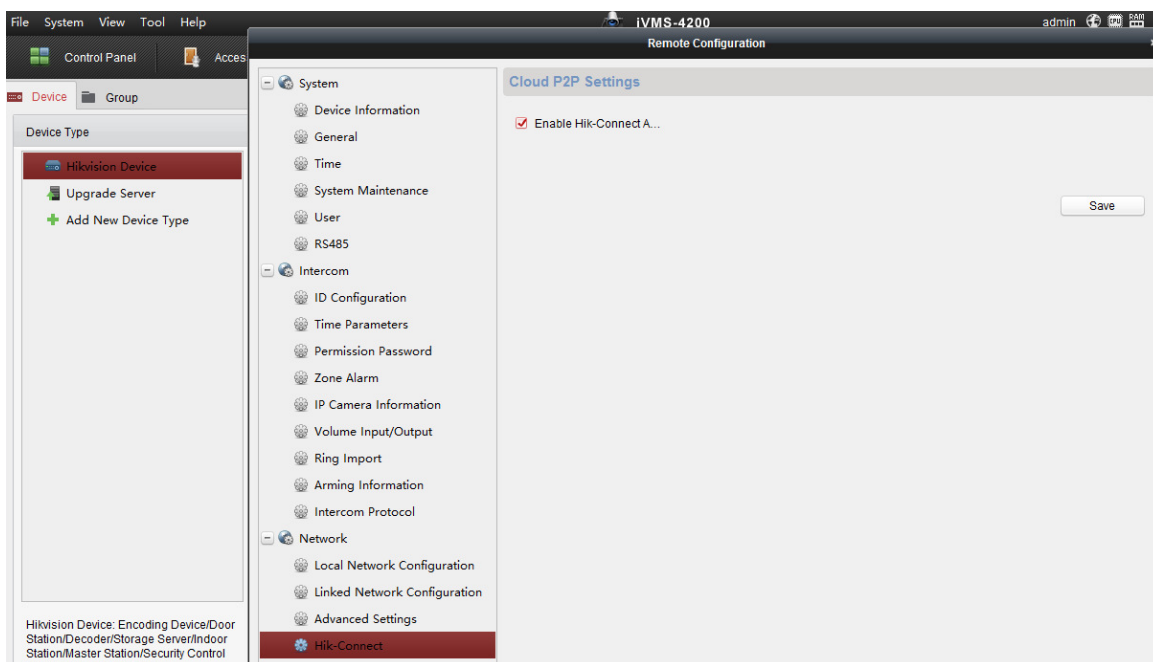 File System View Tool Help
iVMS-4200
admin
Remote Configuration
Control Panel
Acces
Device
Group
Device Type
Hikvision Device
Upgrade Server
Add New Device Type
Hikvision Device: Encoding Device/Door
Station/Decoder/Storage Server/Indoor
Station/Master Station/Security Control
System
Device Information
General
Time
System Maintenance
User
RS485
Intercom
ID Configuration
Time Parameters
Permission Password
Zone Alarm
IP Camera Information
Volume Input/Output
Ring Import
Arming Information
Intercom Protocol
Network
Local Network Configuration
Linked Network Configuration
Advanced Settings
Hik-Connect
Cloud P2P Settings
Enable Hik-Connect A...
Save